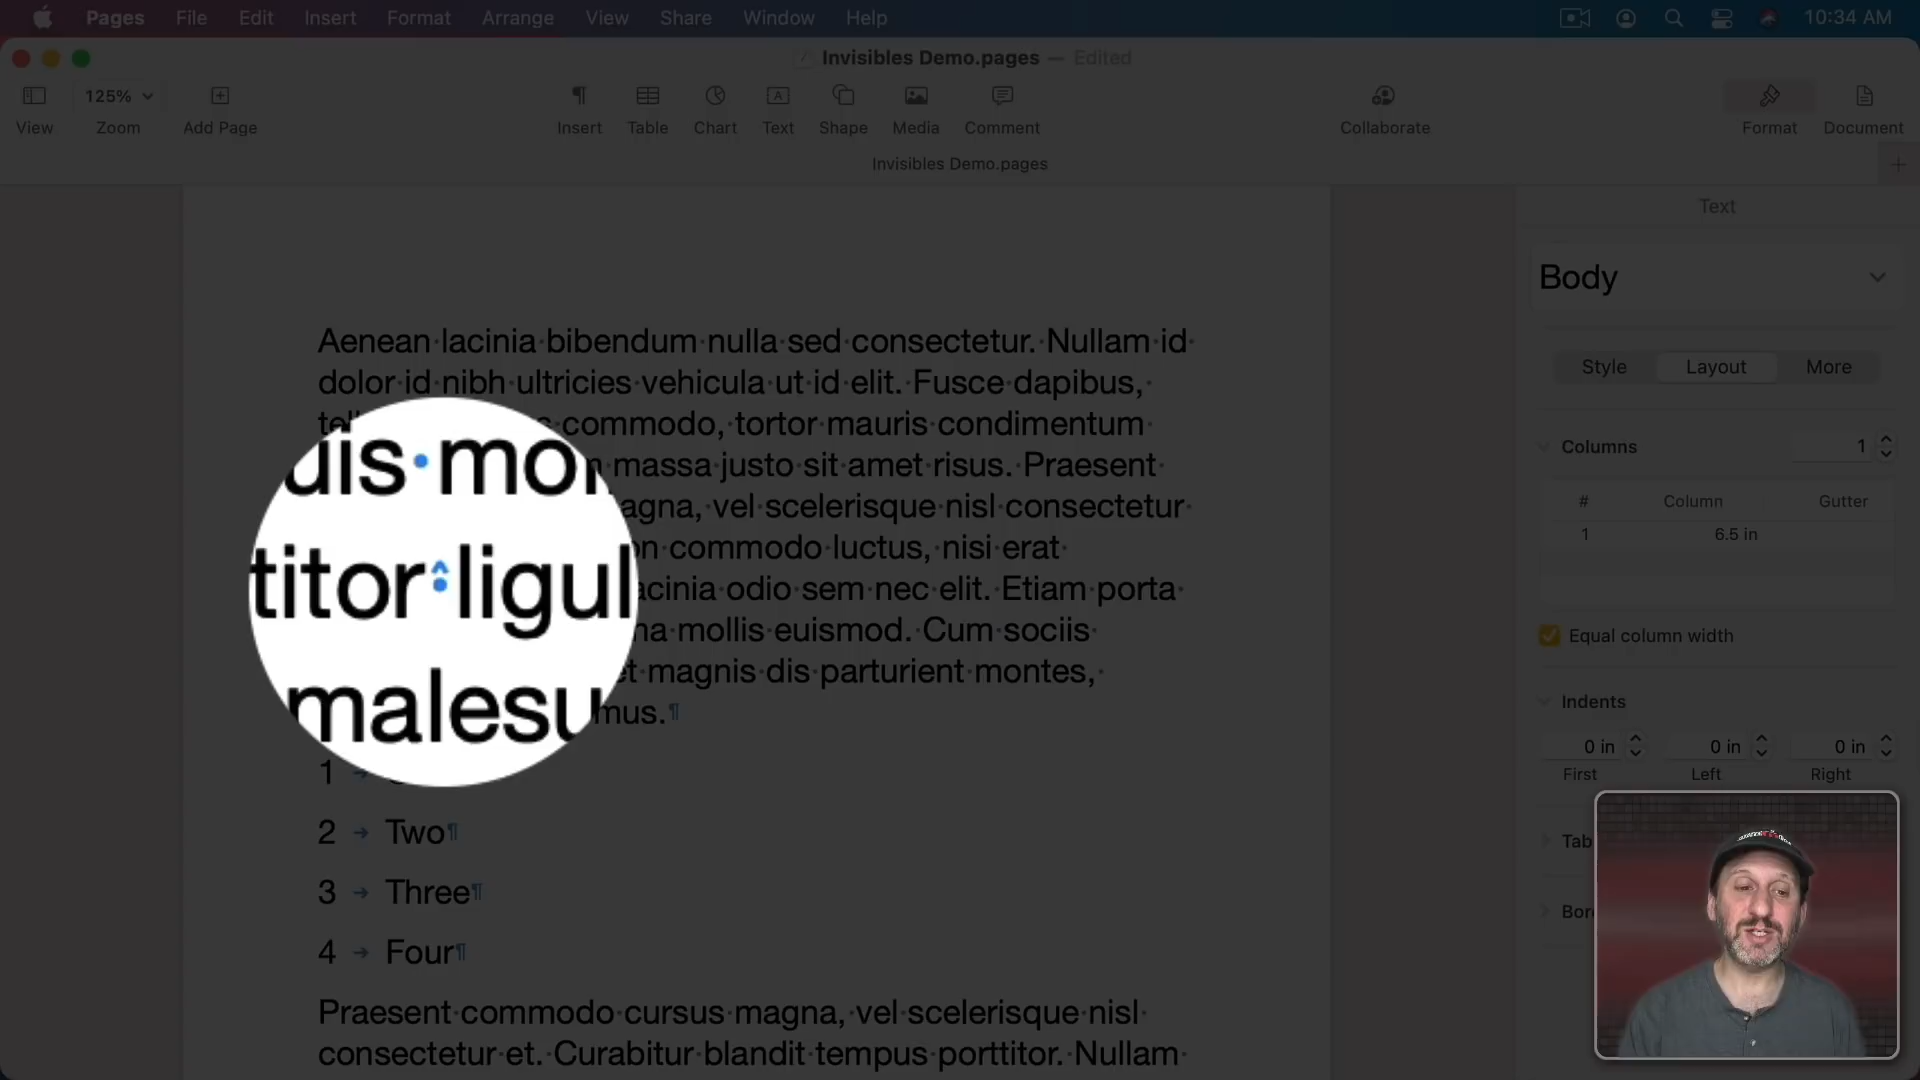 Pages File Edit Insert Format Arrange View Share Window Help 10:34 AM
Invisibles Demo.pages — Edited
125%
View Zoom Add Page Insert Table Chart Text Shape Media Comment Collaborate Format Document
Invisibles Demo.pages
Text
Body
Style Layout More
Columns 1
# Column Gutter
1 6.5 in
Equal column width
Indents
0 in 0 in 0 in
First Left Right
Aenean·lacinia·bibendum·nulla·sed·consectetur.·Nullam·id·
dolor·id·nibh·ultricies·vehicula·ut·id·elit.·Fusce·dapibus,·
commodo,·tortor·mauris·condimentum·
massa·justo·sit·amet·risus.·Praesent·
vel·scelerisque·nisl·consectetur·
commodo·luctus,·nisi·erat·
odio·sem·nec·elit.·Etiam·porta·
mollis·euismod.·Cum·sociis·
et·magnis·dis·parturient·montes,·
mus.¶
uis·mor
titor ligul
malesu
1 →
2 → Two¶
3 → Three¶
4 → Four¶
Praesent·commodo·cursus·magna,·vel·scelerisque·nisl·
consectetur·et.·Curabitur·blandit·tempus·porttitor.·Nullam·